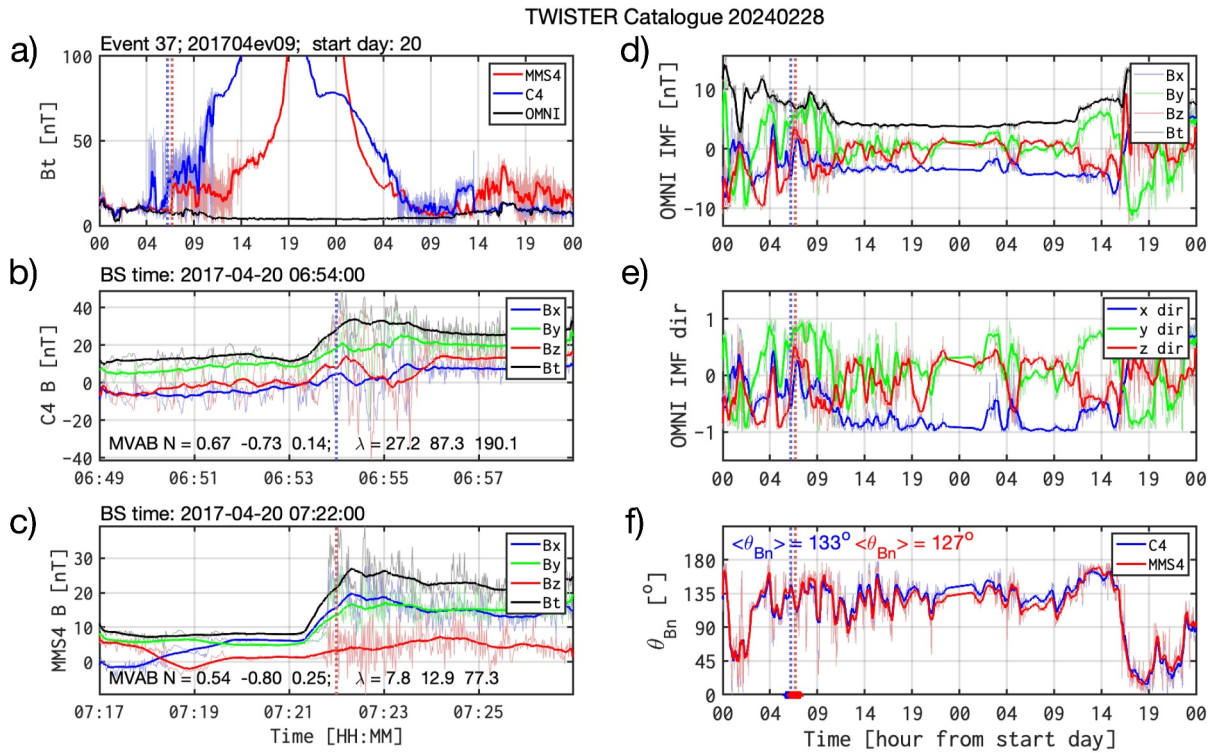 TWISTER Catalogue 20240228
a)
Event 37; 201704ev09; start day: 20
100
50
0
Bt [nT]
MMS4
C4
OMNI
00 04 09 14 19 00 04 09 14 19 00
b)
BS time: 2017-04-20 06:54:00
40
20
0
-20
-40
C4 B [nT]
Bx
By
Bz
Bt
MVAB N = 0.67 -0.73 0.14; λ = 27.2 87.3 190.1
06:49 06:51 06:53 06:55 06:57
c)
BS time: 2017-04-20 07:22:00
30
20
10
0
MMS4 B [nT]
Bx
By
Bz
Bt
MVAB N = 0.54 -0.80 0.25; λ = 7.8 12.9 77.3
07:17 07:19 07:21 07:23 07:25
Time [HH:MM]
d)
10
0
-10
OMNI IMF [nT]
Bx
By
Bz
Bt
00 04 09 14 19 00 04 09 14 19 00
e)
1
0
-1
OMNI IMF dir
x dir
y dir
z dir
00 04 09 14 19 00 04 09 14 19 00
f)
<θBn> = 133° <θBn> = 127°
180
135
90
45
0
θBn [°]
C4
MMS4
00 04 09 14 19 00 04 09 14 19 00
Time [hour from start day]